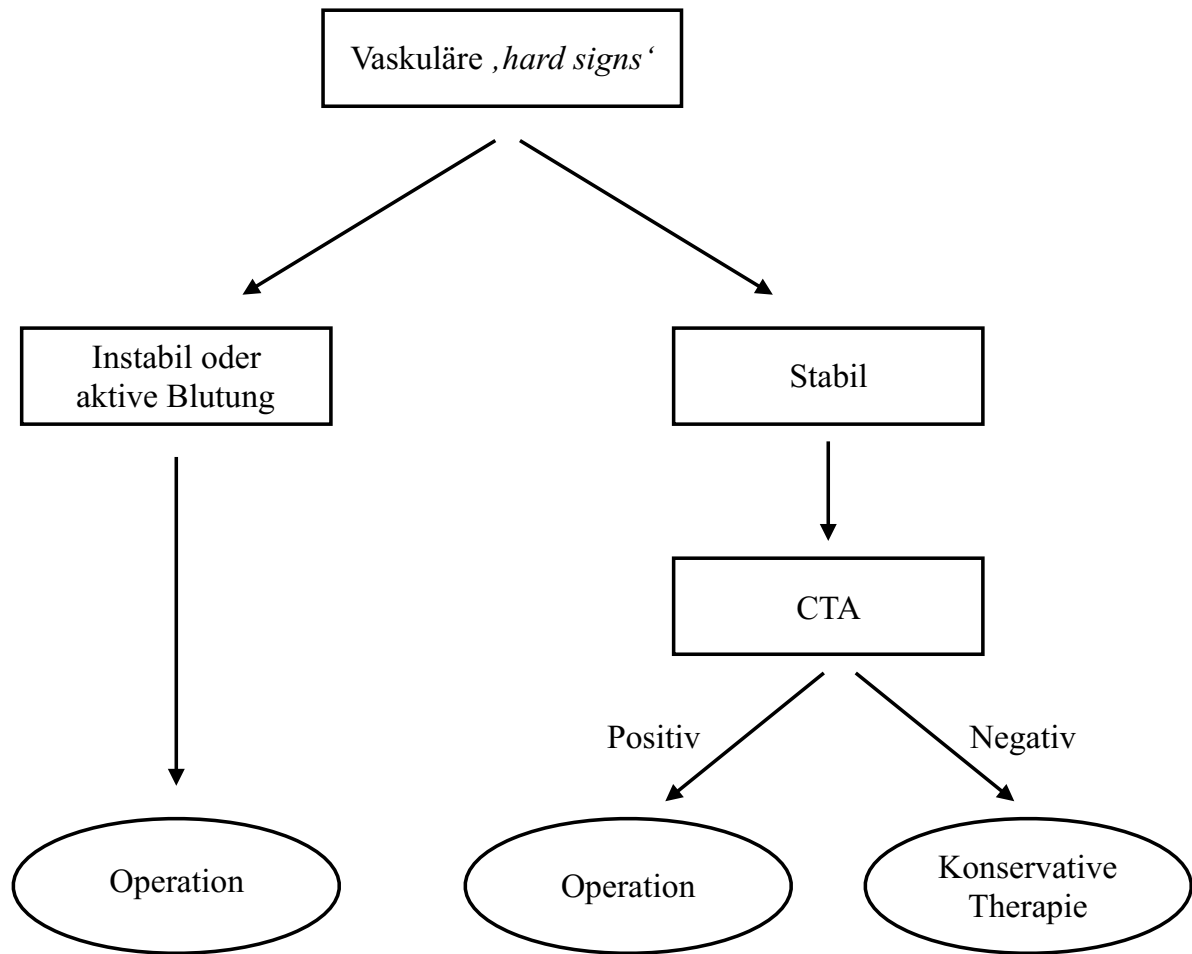 Vaskuläre ‚hard signs‘
Instabil oder
aktive Blutung
Stabil
CTA
Positiv
Negativ
Operation
Operation
Konservative
Therapie